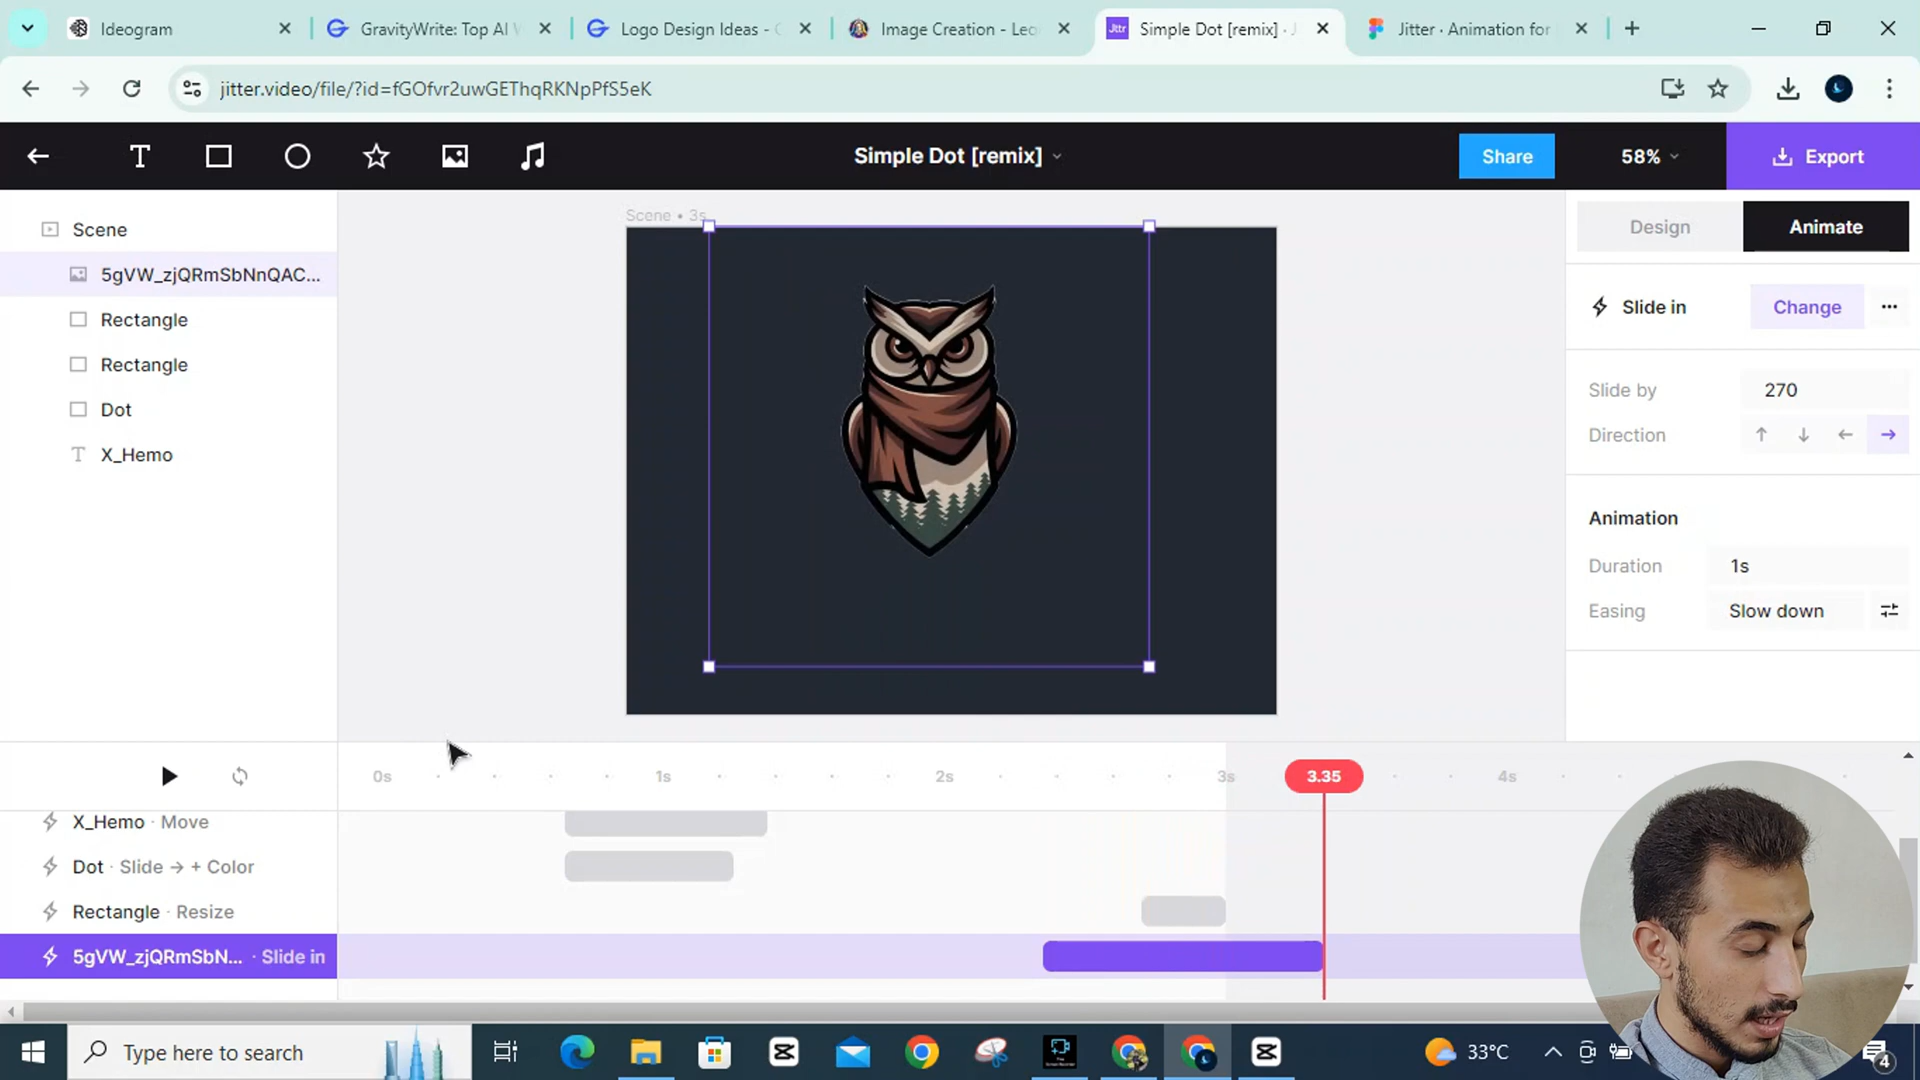 Ideogram
GravityWrite: Top AI W
Logo Design Ideas - G
Image Creation - Leo
Jittr
Simple Dot [remix] · J
Jitter · Animation for
jitter.video/file/?id=fGOfvr2uwGEThqRKNpPfS5eK
T
Simple Dot [remix]
Share
58%
Export
Scene
Scene • 3s
Design
Animate
5gVW_zjQRmSbNnQAC...
Slide in
Change
Rectangle
Rectangle
Slide by
270
Dot
Direction
X_Hemo
Animation
Duration
1s
Easing
Slow down
0s
1s
2s
3s
3.35
4s
X_Hemo · Move
Dot · Slide → + Color
Rectangle · Resize
5gVW_zjQRmSbN... · Slide in
Type here to search
33°C
4